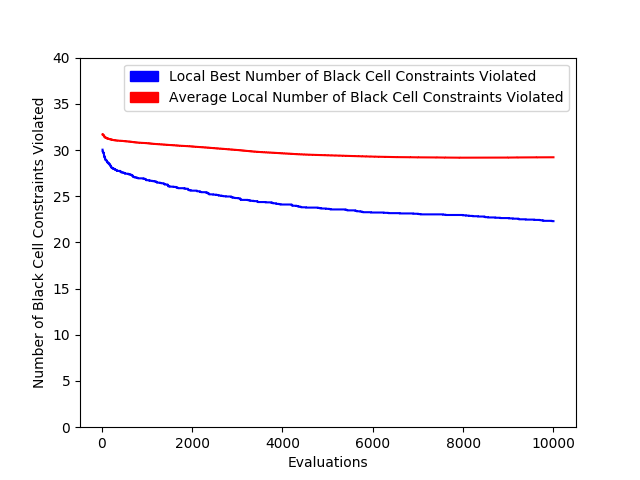 Local Best Number of Black Cell Constraints Violated
Average Local Number of Black Cell Constraints Violated
Number of Black Cell Constraints Violated
40
35
30
25
20
15
10
5
0
0 2000 4000 6000 8000 10000
Evaluations